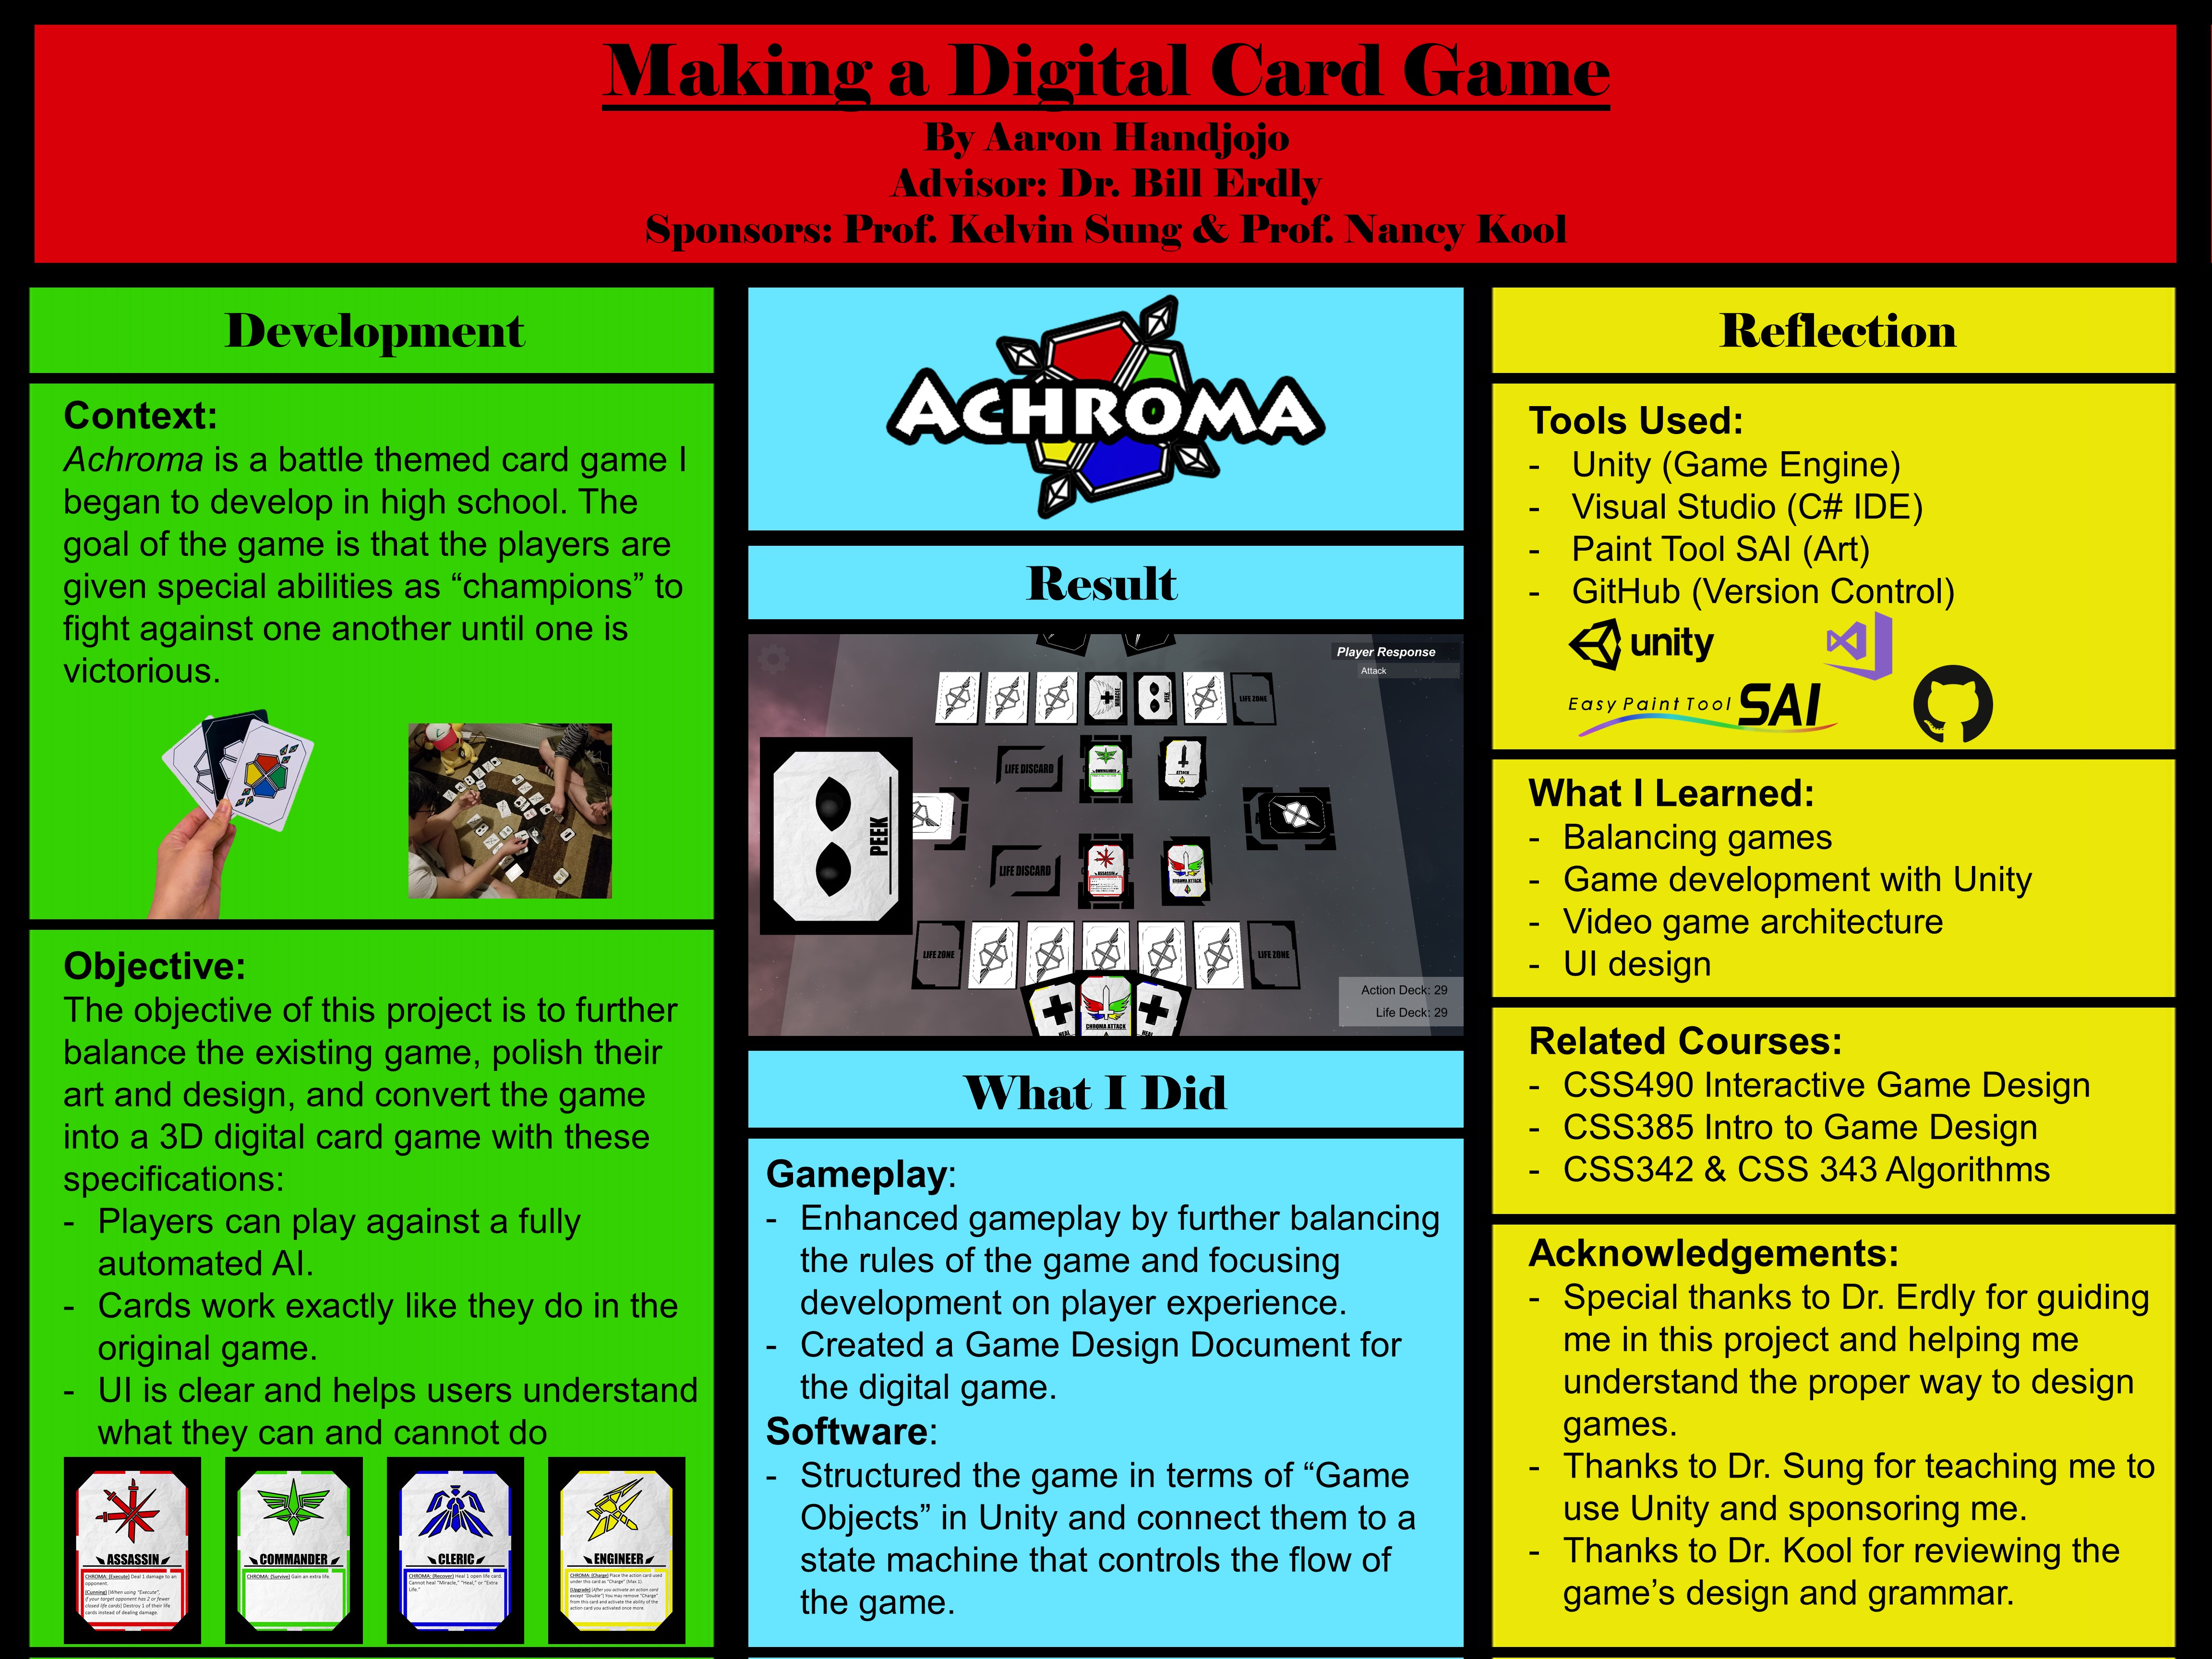 Making a Digital Card Game
By Aaron Handjojo
Advisor: Dr. Bill Erdly
Sponsors: Prof. Kelvin Sung & Prof. Nancy Kool
Development
Context:
Achroma is a battle themed card game I
began to develop in high school. The
goal of the game is that the players are
given special abilities as “champions” to
fight against one another until one is
victorious.
Objective:
The objective of this project is to further
balance the existing game, polish their
art and design, and convert the game
into a 3D digital card game with these
specifications:
- Players can play against a fully
automated AI.
- Cards work exactly like they do in the
original game.
- UI is clear and helps users understand
what they can and cannot do
ASSASSIN
CHROMA: (Execute) Deal 1 damage to an
opponent.
(Cunning) [When using "Execute",
if your target opponent has 2 or fewer
closed life cards] Destroy 1 of their life
cards instead of dealing damage.
COMMANDER
CHROMA: (Survive) Gain an extra life.
CLERIC
CHROMA: (Recover) Heal 1 open life card.
Cannot heal "Miracle," "Heal," or "Extra
Life."
ENGINEER
CHROMA: (Charge) Place the action card used
under this card as "Charge" (Max 1).
(Upgrade) [After you activate an action card
except "Double"] You may remove "Charge"
from this card and activate the ability of the
action card you activated once more.
ACHROMA
Result
Player Response
Attack
MIRACLE
PEEK
LIFE ZONE
LIFE DISCARD
COMMANDER
ATTACK
PEEK
LIFE DISCARD
ASSASSIN
CHROMA ATTACK
LIFE ZONE
LIFE ZONE
HEAL
CHROMA ATTACK
HEAL
Action Deck: 29
Life Deck: 29
What I Did
Gameplay:
- Enhanced gameplay by further balancing
the rules of the game and focusing
development on player experience.
- Created a Game Design Document for
the digital game.
Software:
- Structured the game in terms of “Game
Objects” in Unity and connect them to a
state machine that controls the flow of
the game.
Reflection
Tools Used:
- Unity (Game Engine)
- Visual Studio (C# IDE)
- Paint Tool SAI (Art)
- GitHub (Version Control)
unity
Easy Paint Tool SAI
What I Learned:
- Balancing games
- Game development with Unity
- Video game architecture
- UI design
Related Courses:
- CSS490 Interactive Game Design
- CSS385 Intro to Game Design
- CSS342 & CSS 343 Algorithms
Acknowledgements:
- Special thanks to Dr. Erdly for guiding
me in this project and helping me
understand the proper way to design
games.
- Thanks to Dr. Sung for teaching me to
use Unity and sponsoring me.
- Thanks to Dr. Kool for reviewing the
game’s design and grammar.